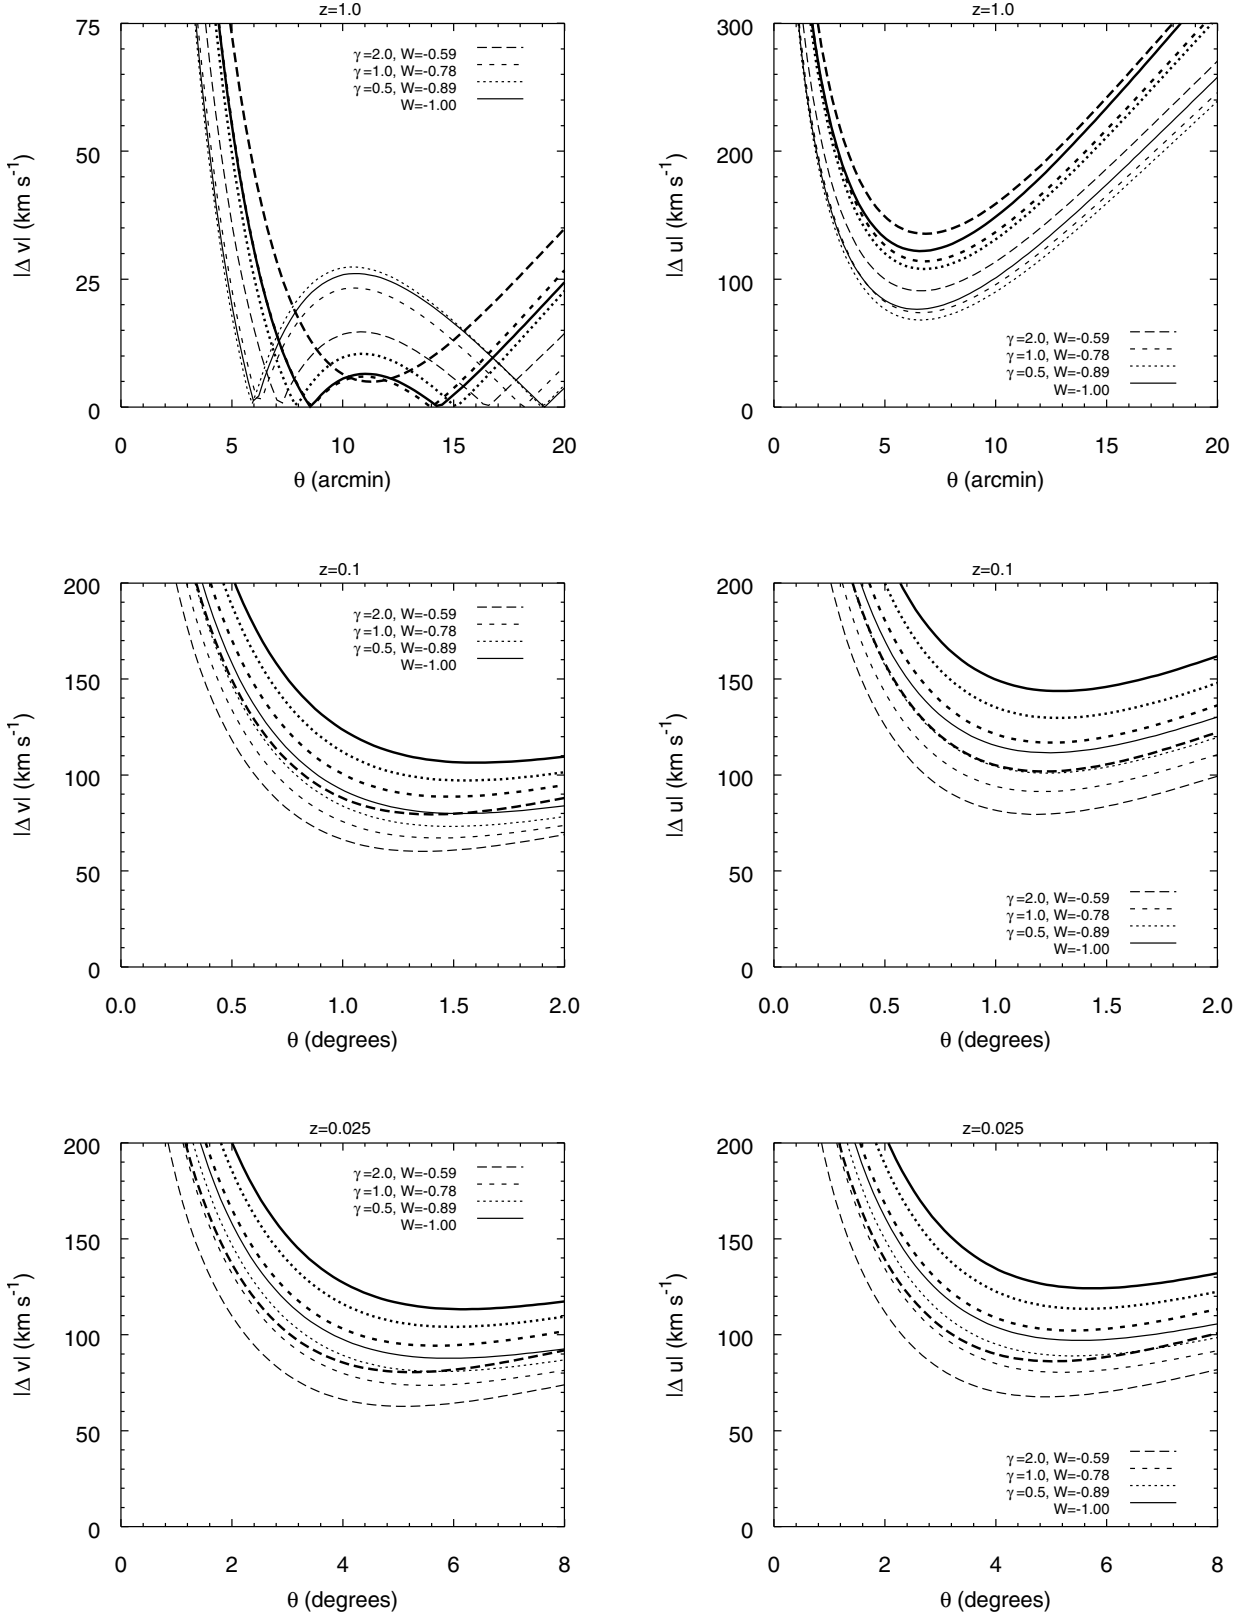 z=1.0
75
50
25
0
0 5 10 15 20
|Δ v| (km s⁻¹)
θ (arcmin)
γ=2.0, W=-0.59
γ=1.0, W=-0.78
γ=0.5, W=-0.89
W=-1.00
z=1.0
300
200
100
0
0 5 10 15 20
|Δ u| (km s⁻¹)
θ (arcmin)
γ=2.0, W=-0.59
γ=1.0, W=-0.78
γ=0.5, W=-0.89
W=-1.00
z=0.1
200
150
100
50
0
0.0 0.5 1.0 1.5 2.0
|Δ v| (km s⁻¹)
θ (degrees)
γ=2.0, W=-0.59
γ=1.0, W=-0.78
γ=0.5, W=-0.89
W=-1.00
z=0.1
200
150
100
50
0
0.0 0.5 1.0 1.5 2.0
|Δ u| (km s⁻¹)
θ (degrees)
γ=2.0, W=-0.59
γ=1.0, W=-0.78
γ=0.5, W=-0.89
W=-1.00
z=0.025
200
150
100
50
0
0 2 4 6 8
|Δ v| (km s⁻¹)
θ (degrees)
γ=2.0, W=-0.59
γ=1.0, W=-0.78
γ=0.5, W=-0.89
W=-1.00
z=0.025
200
150
100
50
0
0 2 4 6 8
|Δ u| (km s⁻¹)
θ (degrees)
γ=2.0, W=-0.59
γ=1.0, W=-0.78
γ=0.5, W=-0.89
W=-1.00